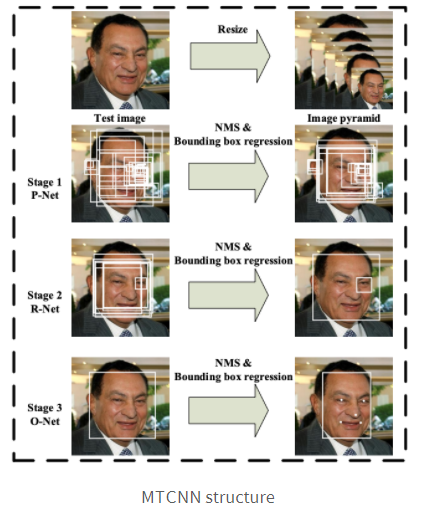 Resize
Test image
Image pyramid
NMS &
Bounding box regression
Stage 1
P-Net
NMS &
Bounding box regression
Stage 2
R-Net
NMS &
Bounding box regression
Stage 3
O-Net
MTCNN structure